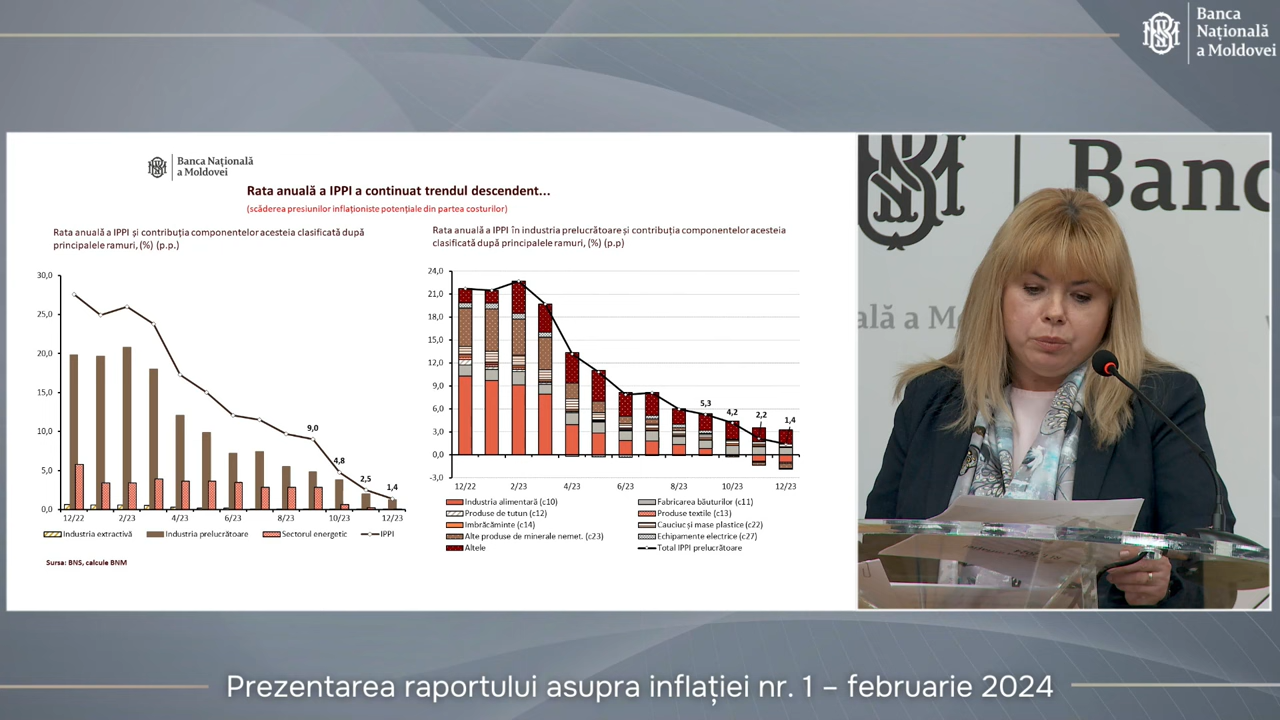 Banca
Națională
a Moldovei
Banca Națională
a Moldovei
Rata anuală a IPPI a continuat trendul descendent...
(scăderea presiunilor inflaționiste potențiale din partea costurilor)
Rata anuală a IPPI și contribuția componentelor acesteia clasificată după
principalele ramuri, (%) (p.p.)
30,0
25,0
20,0
15,0
10,0
5,0
0,0
9,0
4,8
2,5
1,4
12/22
2/23
4/23
6/23
8/23
10/23
12/23
Industria extractivă
Industria prelucrătoare
Sectorul energetic
IPPI
Sursa: BNS, calcule BNM
Rata anuală a IPPI în industria prelucrătoare și contribuția componentelor acesteia
clasificată după principalele ramuri, (%) (p.p)
24,0
21,0
18,0
15,0
12,0
9,0
6,0
3,0
0,0
-3,0
5,3
4,2
2,2
1,4
12/22
2/23
4/23
6/23
8/23
10/23
12/23
Industria alimentară (c10)
Fabricarea băuturilor (c11)
Produse de tutun (c12)
Produse textile (c13)
Imbrăcăminte (c14)
Cauciuc și mase plastice (c22)
Alte produse de minerale nemet. (c23)
Echipamente electrice (c27)
Altele
Total IPPI prelucrătoare
Banc
ală a M
Prezentarea raportului asupra inflației nr. 1 – februarie 2024